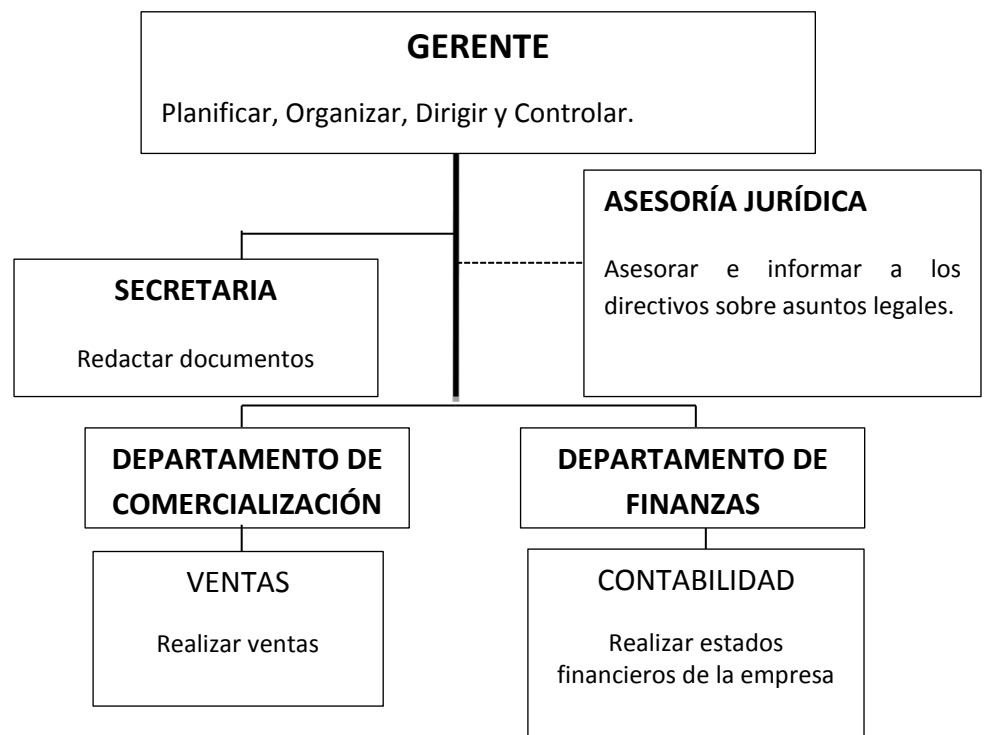 GERENTE
Planificar, Organizar, Dirigir y Controlar.
ASESORÍA JURÍDICA
Asesorar e informar a los
directivos sobre asuntos legales.
SECRETARIA
Redactar documentos
DEPARTAMENTO DE
COMERCIALIZACIÓN
DEPARTAMENTO DE
FINANZAS
VENTAS
Realizar ventas
CONTABILIDAD
Realizar estados
financieros de la empresa